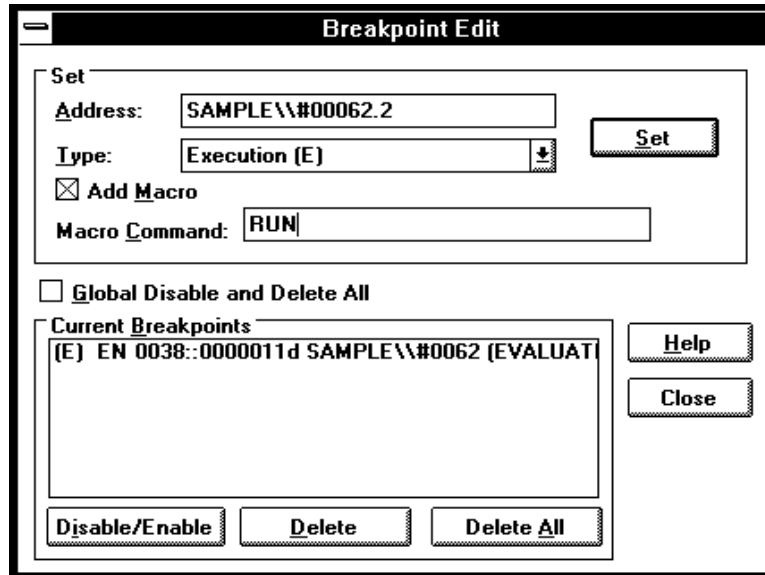 Breakpoint Edit
Set
Address: SAMPLE\\#00062.2
Set
Type: Execution (E)
Add Macro
Macro Command: RUN
Global Disable and Delete All
Current Breakpoints
(E) EN 0038::0000011d SAMPLE\\#0062 (EVALUATI
Help
Close
Disable/Enable Delete Delete All